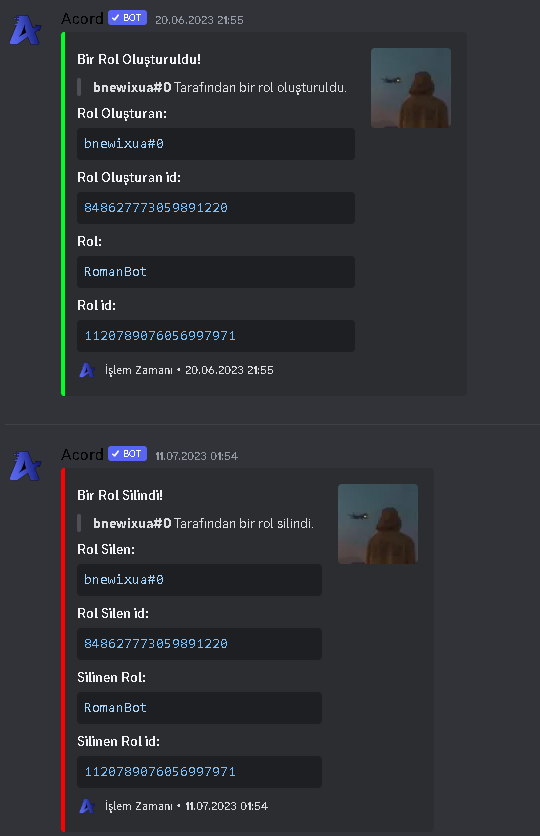 Acord ✓ BOT 20.06.2023 21:55
Bir Rol Oluşturuldu!
bnewixua#0 Tarafından bir rol oluşturuldu.
Rol Oluşturan:
bnewixua#0
Rol Oluşturan id:
848627773059891220
Rol:
RomanBot
Rol id:
1120789076056997971
İşlem Zamanı • 20.06.2023 21:55
Acord ✓ BOT 11.07.2023 01:54
Bir Rol Silindi!
bnewixua#0 Tarafından bir rol silindi.
Rol Silen:
bnewixua#0
Rol Silen id:
848627773059891220
Silinen Rol:
RomanBot
Silinen Rol id:
1120789076056997971
İşlem Zamanı • 11.07.2023 01:54